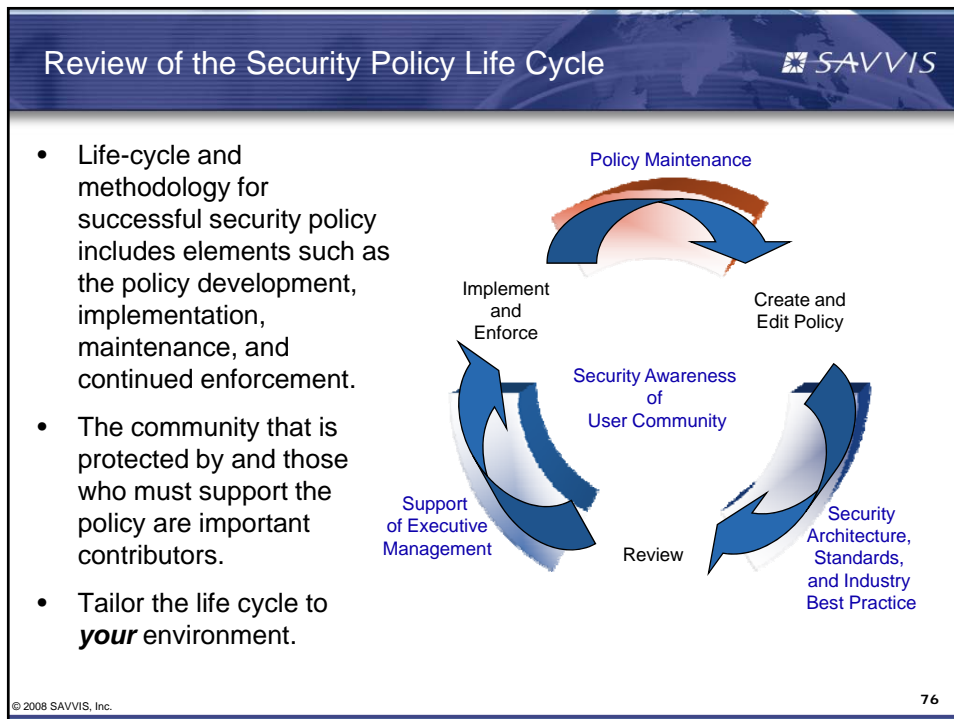 Review of the Security Policy Life Cycle
SAVVIS
• Life-cycle and
methodology for
successful security policy
includes elements such as
the policy development,
implementation,
maintenance, and
continued enforcement.
• The community that is
protected by and those
who must support the
policy are important
contributors.
• Tailor the life cycle to
your environment.
Policy Maintenance
Implement
and
Enforce
Create and
Edit Policy
Security Awareness
of
User Community
Support
of Executive
Management
Review
Security
Architecture,
Standards,
and Industry
Best Practice
© 2008 SAVVIS, Inc.
76